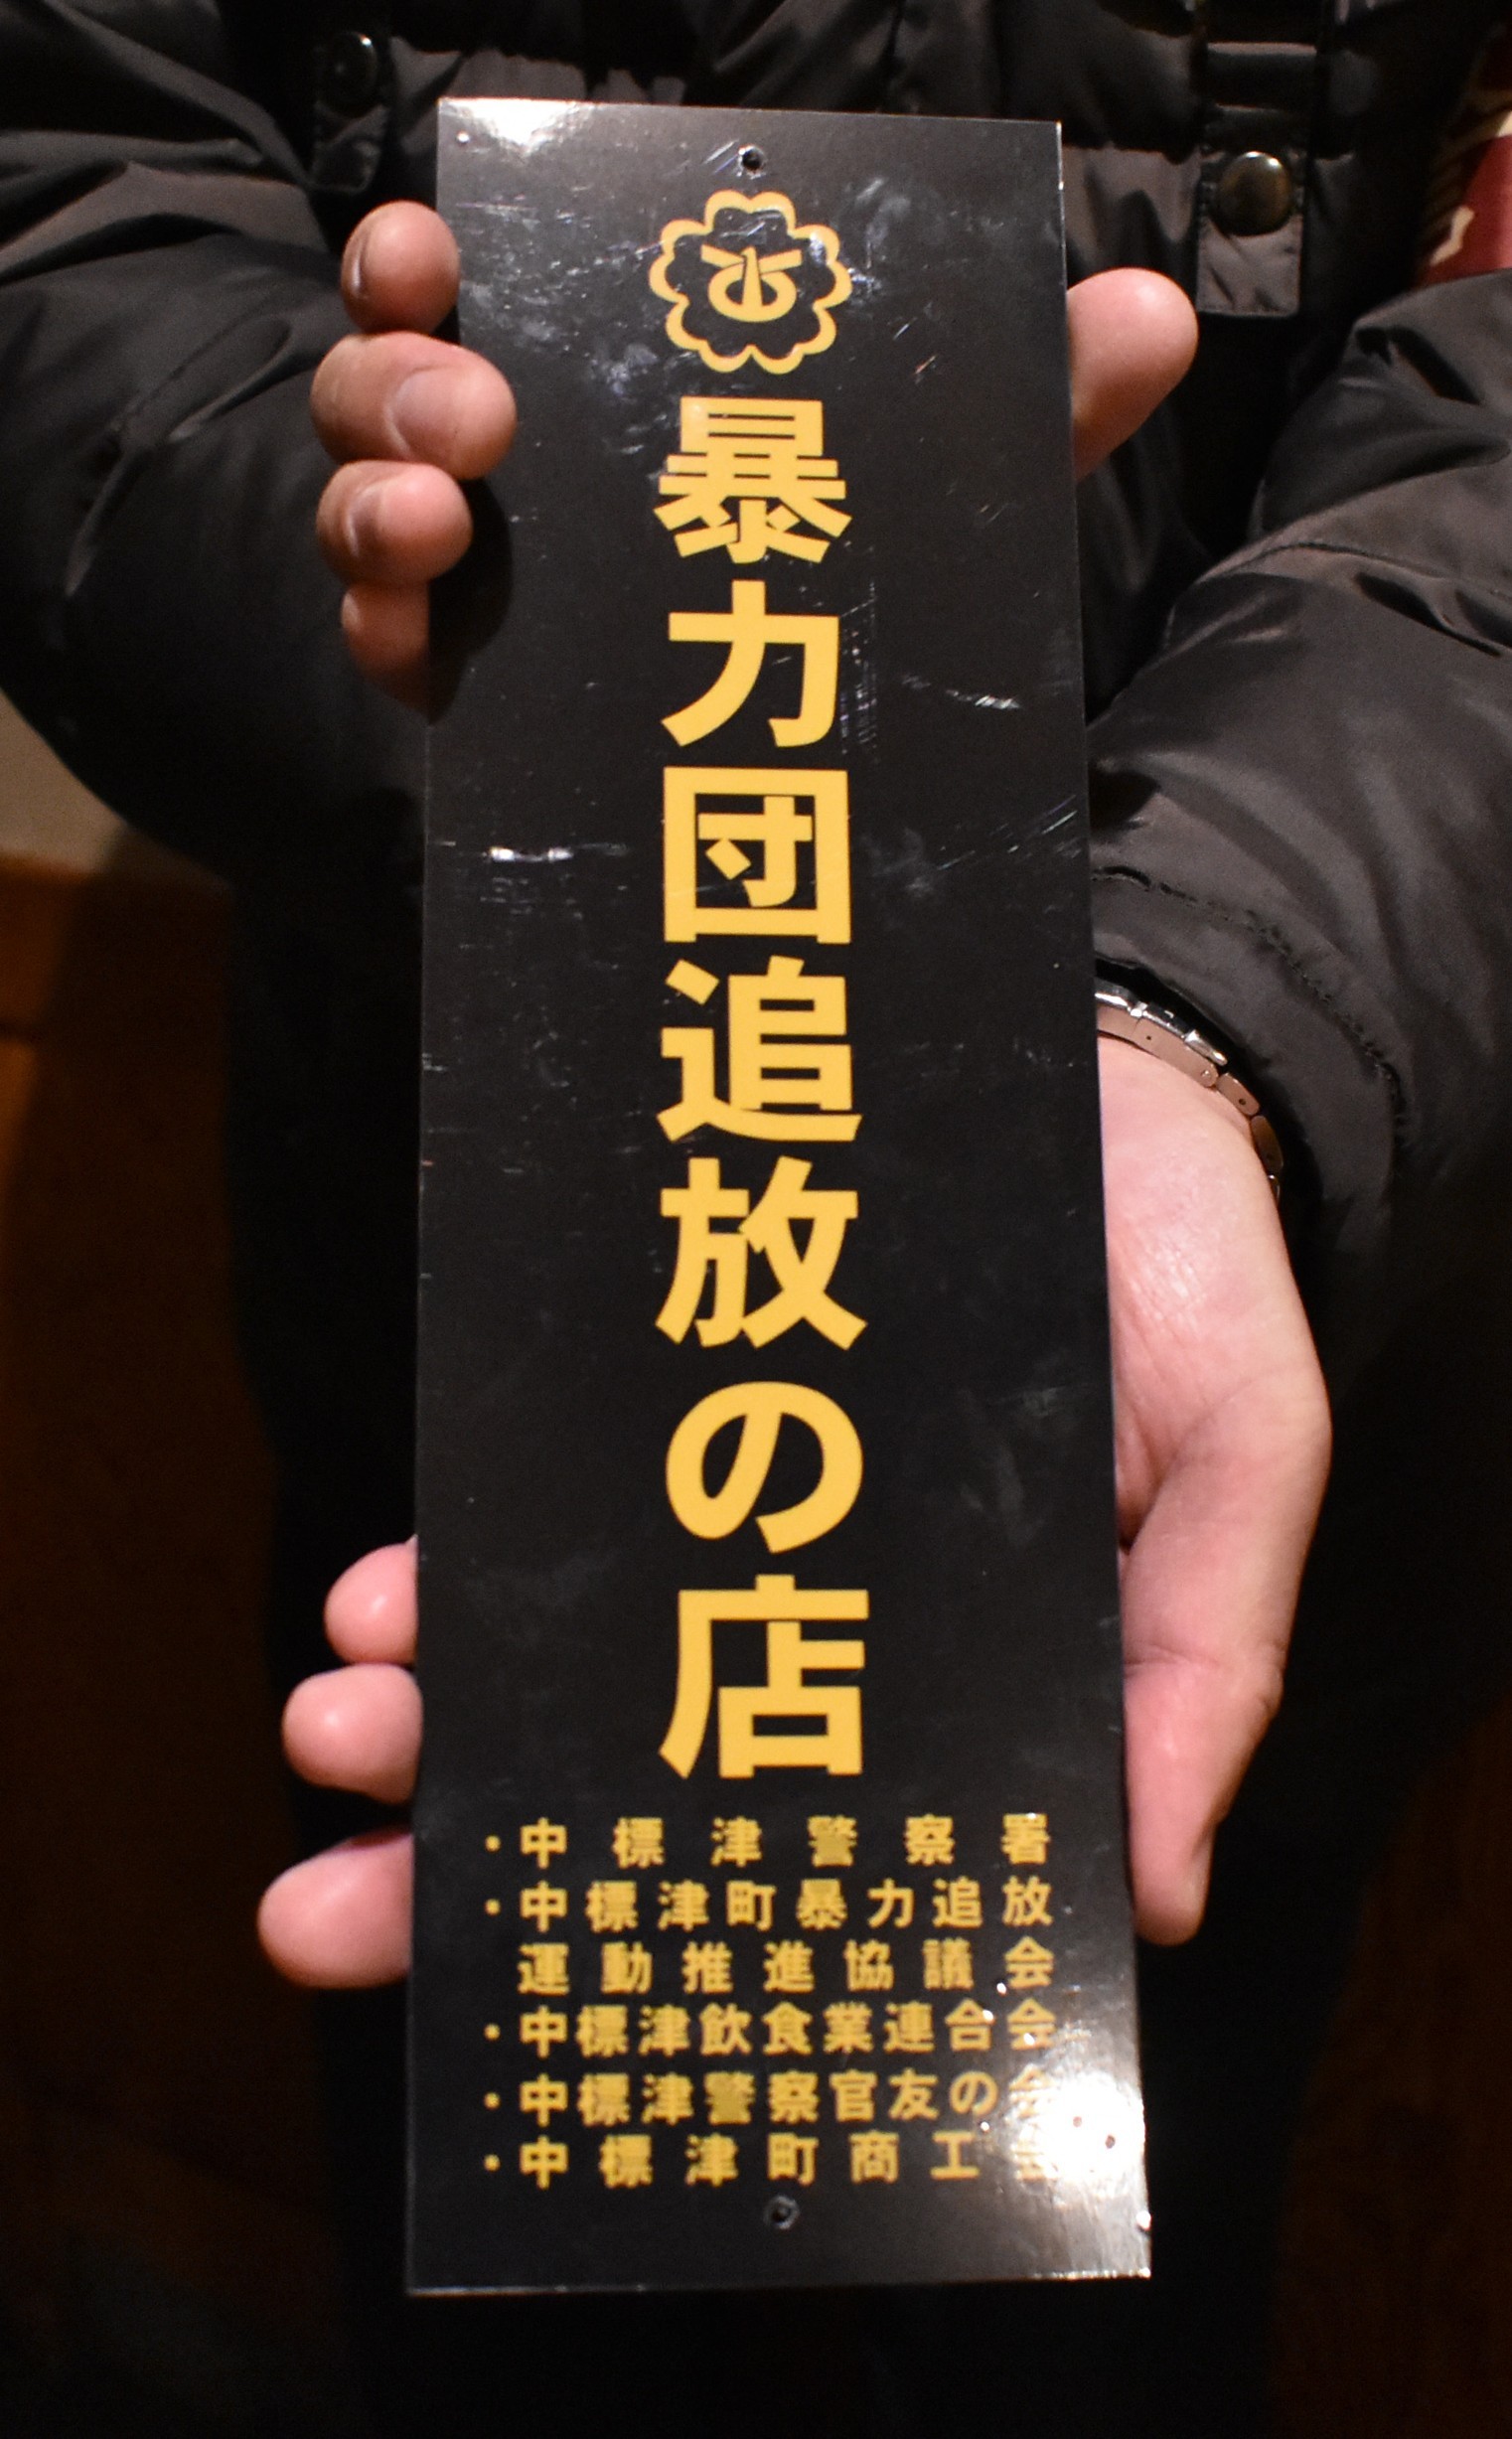 暴力団追放の店
・中標津警察署
・中標津町暴力追放
運動推進協議会
・中標津飲食業連合会
・中標津警察官友の会
・中標津町商工会